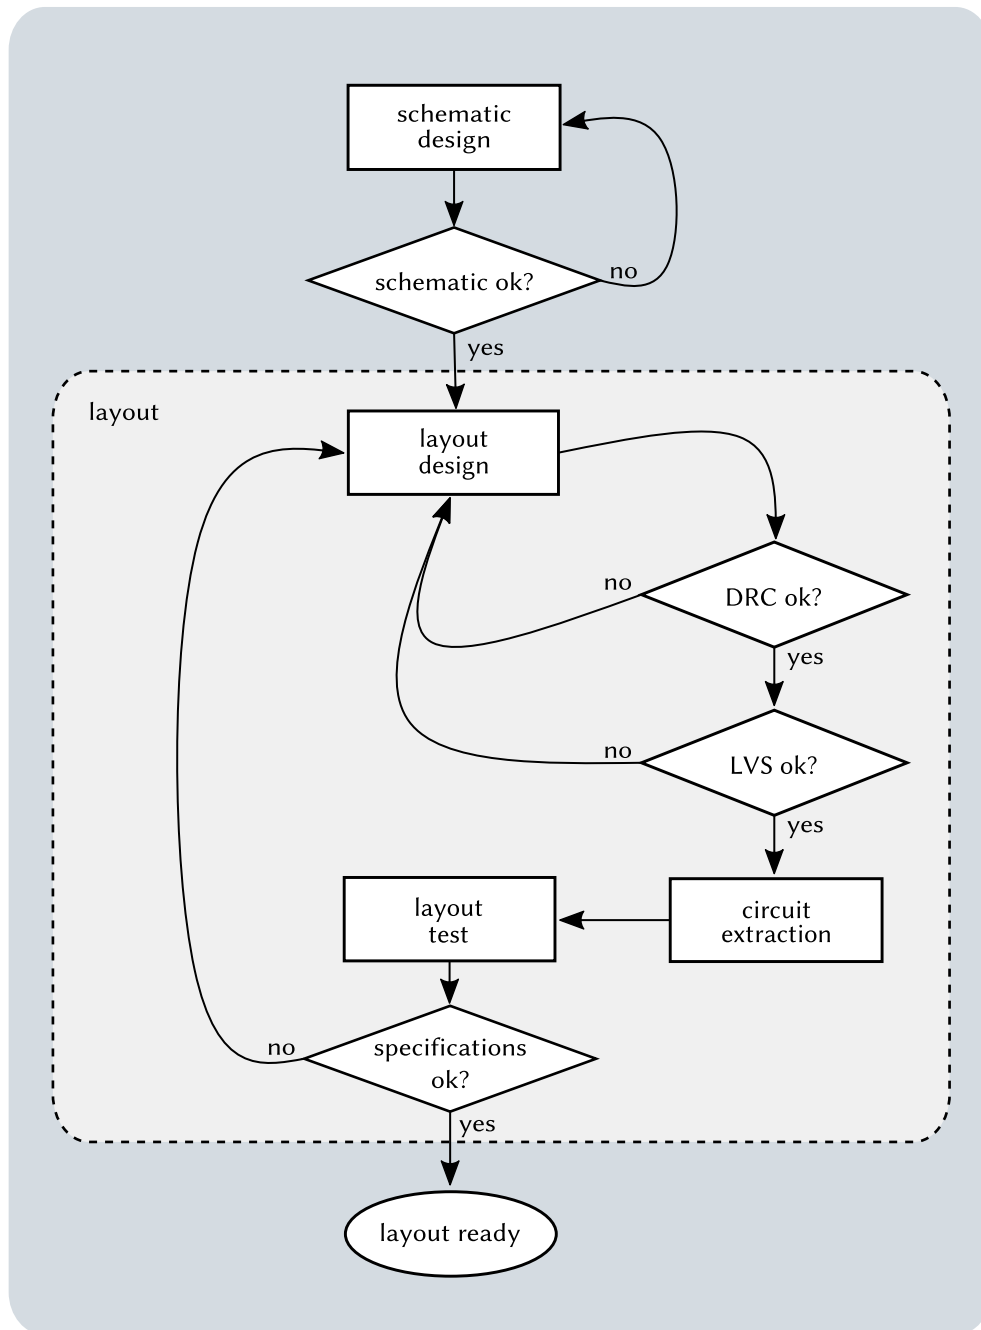 schematic
design
schematic ok?
no
yes
layout
layout
design
no
DRC ok?
yes
no
LVS ok?
yes
layout
test
circuit
extraction
no
specifications
ok?
yes
layout ready